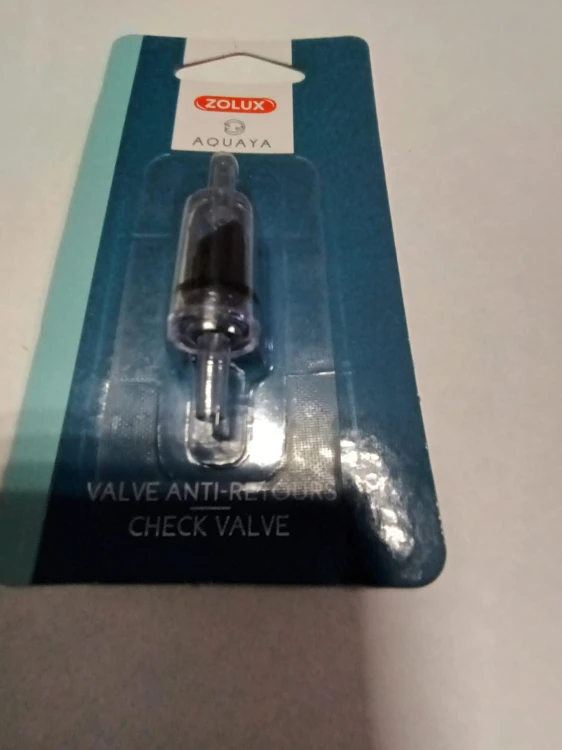 ZOLUX
AQUAYA
VALVE ANTI-RETOURS
CHECK VALVE